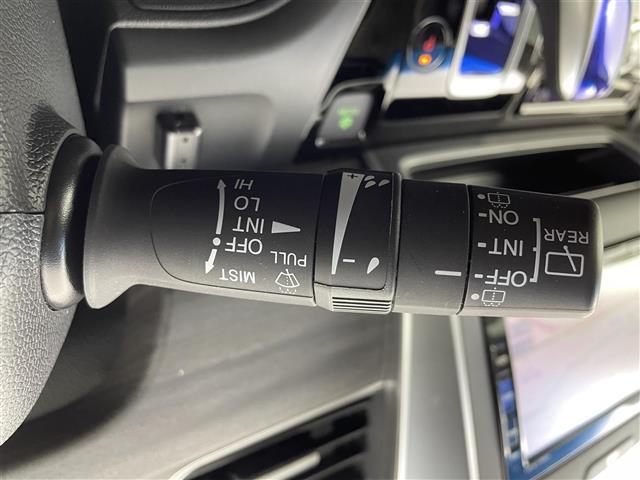 HI
LO
INT
OFF
MIST
PULL
+
-
ON
INT
OFF
REAR